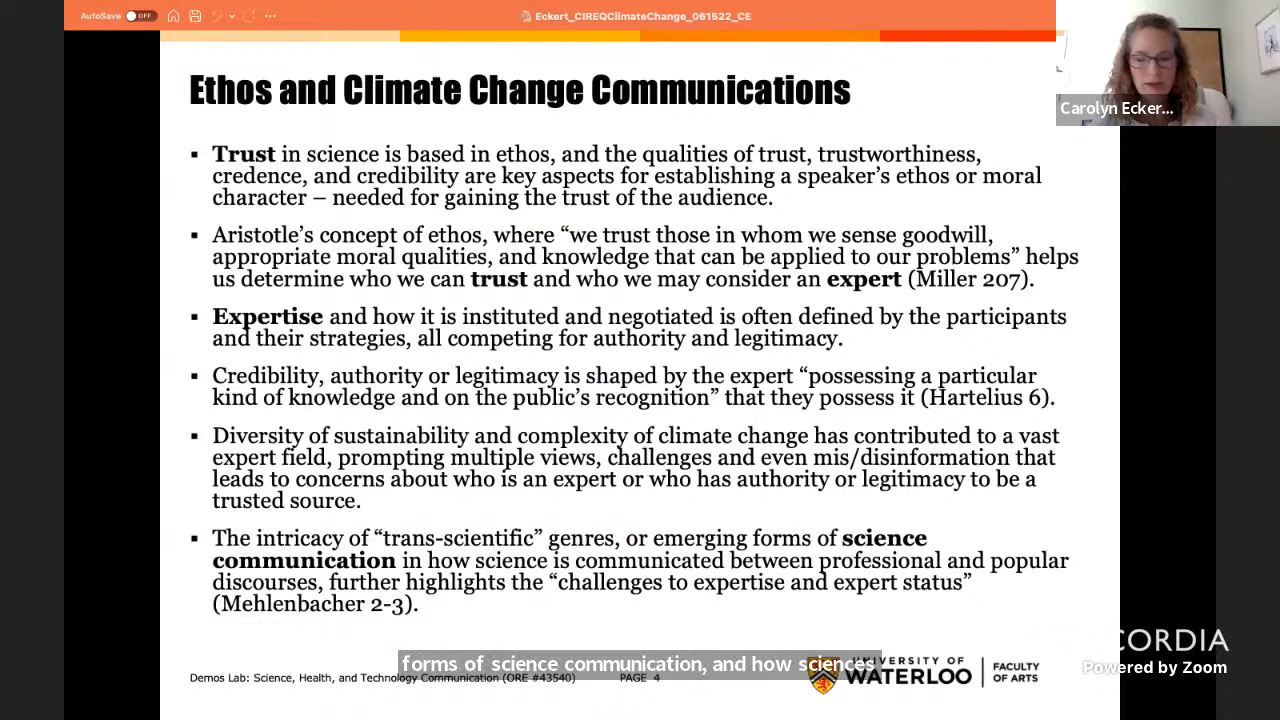 AutoSave OFF
Eckert_CIREQClimateChange_061522_CE
Carolyn Ecker...
Ethos and Climate Change Communications
▪ Trust in science is based in ethos, and the qualities of trust, trustworthiness,
credence, and credibility are key aspects for establishing a speaker's ethos or moral
character – needed for gaining the trust of the audience.
▪ Aristotle's concept of ethos, where “we trust those in whom we sense goodwill,
appropriate moral qualities, and knowledge that can be applied to our problems” helps
us determine who we can trust and who we may consider an expert (Miller 207).
▪ Expertise and how it is instituted and negotiated is often defined by the participants
and their strategies, all competing for authority and legitimacy.
▪ Credibility, authority or legitimacy is shaped by the expert “possessing a particular
kind of knowledge and on the public's recognition” that they possess it (Hartelius 6).
▪ Diversity of sustainability and complexity of climate change has contributed to a vast
expert field, prompting multiple views, challenges and even mis/disinformation that
leads to concerns about who is an expert or who has authority or legitimacy to be a
trusted source.
▪ The intricacy of “trans-scientific” genres, or emerging forms of science
communication in how science is communicated between professional and popular
discourses, further highlights the “challenges to expertise and expert status”
(Mehlenbacher 2-3).
forms of science communication, and how sciences
Demos Lab: Science, Health, and Technology Communication (ORE #43540) PAGE 4
UNIVERSITY OF
WATERLOO
FACULTY
OF ARTS
CORDIA
Powered by Zoom